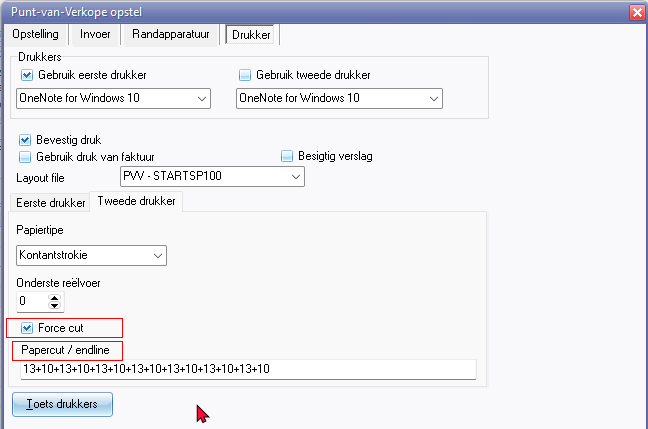 Punt-van-Verkope opstel
Opstelling Invoer Randapparatuur Drukker
Drukkers
Gebruik eerste drukker Gebruik tweede drukker
OneNote for Windows 10 OneNote for Windows 10
Bevestig druk
Gebruik druk van faktuur Besigtig verslag
Layout file PVV - STARTSP100
Eerste drukker Tweede drukker
Papiertipe
Kontantstrokie
Onderste reëlvoer
0
Force cut
Papercut / endline
13+10+13+10+13+10+13+10+13+10+13+10+13+10
Toets drukkers